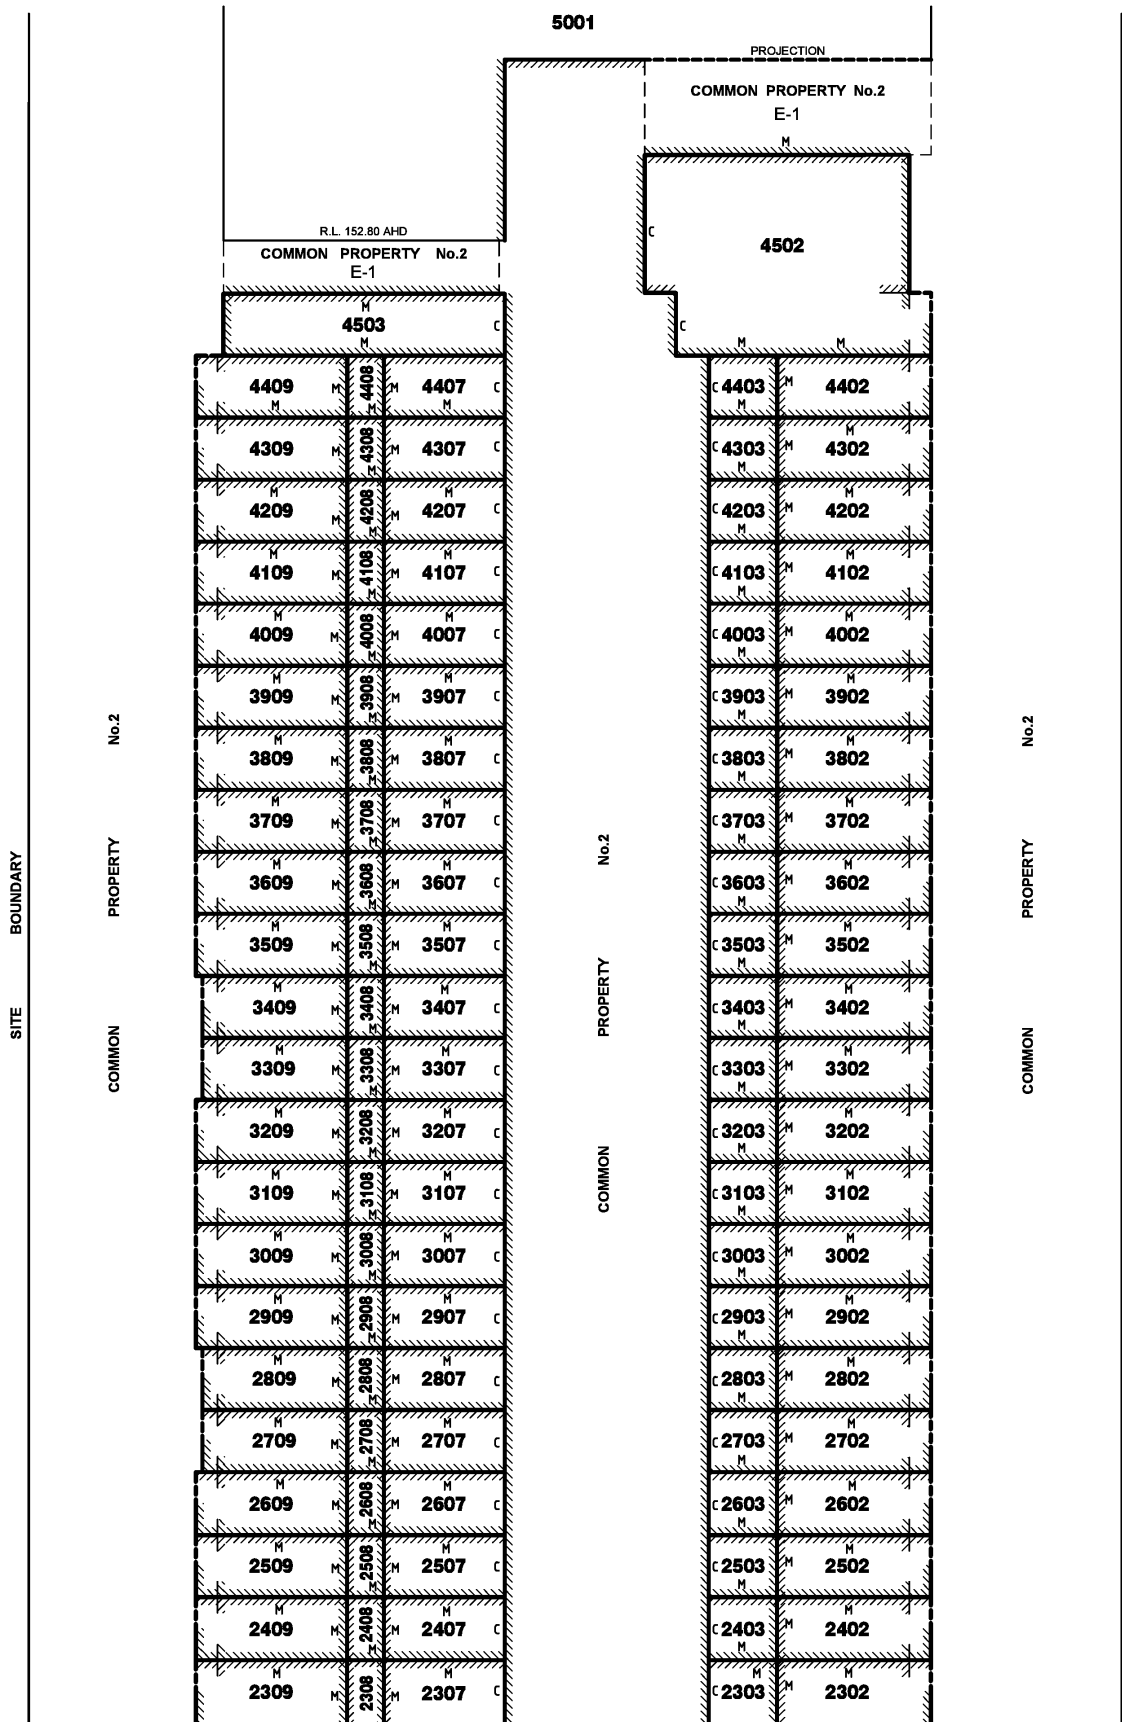 5001
PROJECTION
COMMON PROPERTY No.2
E-1
M
C
4502
R.L. 152.80 AHD
COMMON PROPERTY No.2
E-1
M
4503 C
C
M
M M
4409 M 4408 M 4407 C C 4403 M 4402
M M M M
4309 M 4308 M 4307 C C 4303 M M 4302
M M
4209 M 4208 M M 4207 C C 4203 M M 4202
4109 M 4108 M 4107 C C 4103 M M 4102
4009 M 4008 M 4007 C C 4003 M M 4002
3909 M 3908 M 3907 C C 3903 M M 3902
3809 M 3808 M 3807 C C 3803 M M 3802
3709 M 3708 M 3707 C C 3703 M M 3702
3609 M 3608 M 3607 C C 3603 M M 3602
3509 M 3508 M 3507 C C 3503 M M 3502
3409 M 3408 M 3407 C C 3403 M M 3402
3309 M 3308 M 3307 C C 3303 M M 3302
3209 M 3208 M 3207 C C 3203 M M 3202
3109 M 3108 M 3107 C C 3103 M M 3102
3009 M 3008 M 3007 C C 3003 M M 3002
2909 M 2908 M 2907 C C 2903 M M 2902
2809 M 2808 M 2807 C C 2803 M M 2802
2709 M 2708 M 2707 C C 2703 M M 2702
2609 M 2608 M 2607 C C 2603 M M 2602
2509 M 2508 M 2507 C C 2503 M M 2502
2409 M 2408 M 2407 C C 2403 M M 2402
2309 M 2308 M 2307 C C 2303 M 2302
SITE BOUNDARY
COMMON PROPERTY No.2
COMMON PROPERTY No.2
COMMON PROPERTY No.2